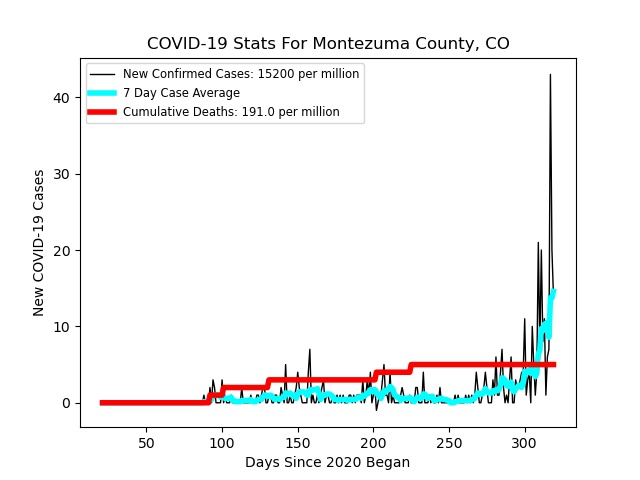 COVID-19 Stats For Montezuma County, CO
New Confirmed Cases: 15200 per million
7 Day Case Average
Cumulative Deaths: 191.0 per million
New COVID-19 Cases
40
30
20
10
0
50 100 150 200 250 300
Days Since 2020 Began